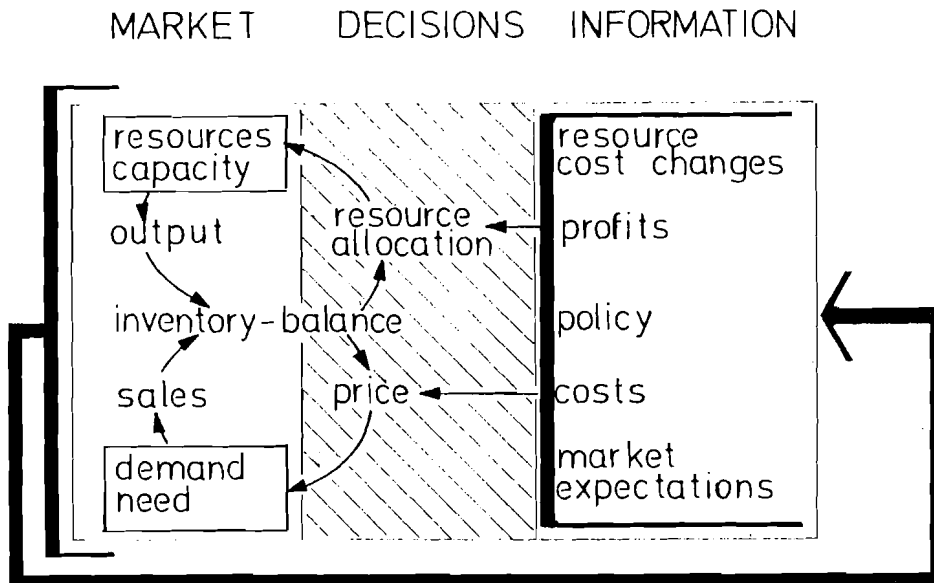 MARKET DECISIONS INFORMATION
resources
capacity
output
inventory-balance
sales
demand
need
resource
allocation
price
resource
cost changes
profits
policy
costs
market
expectations